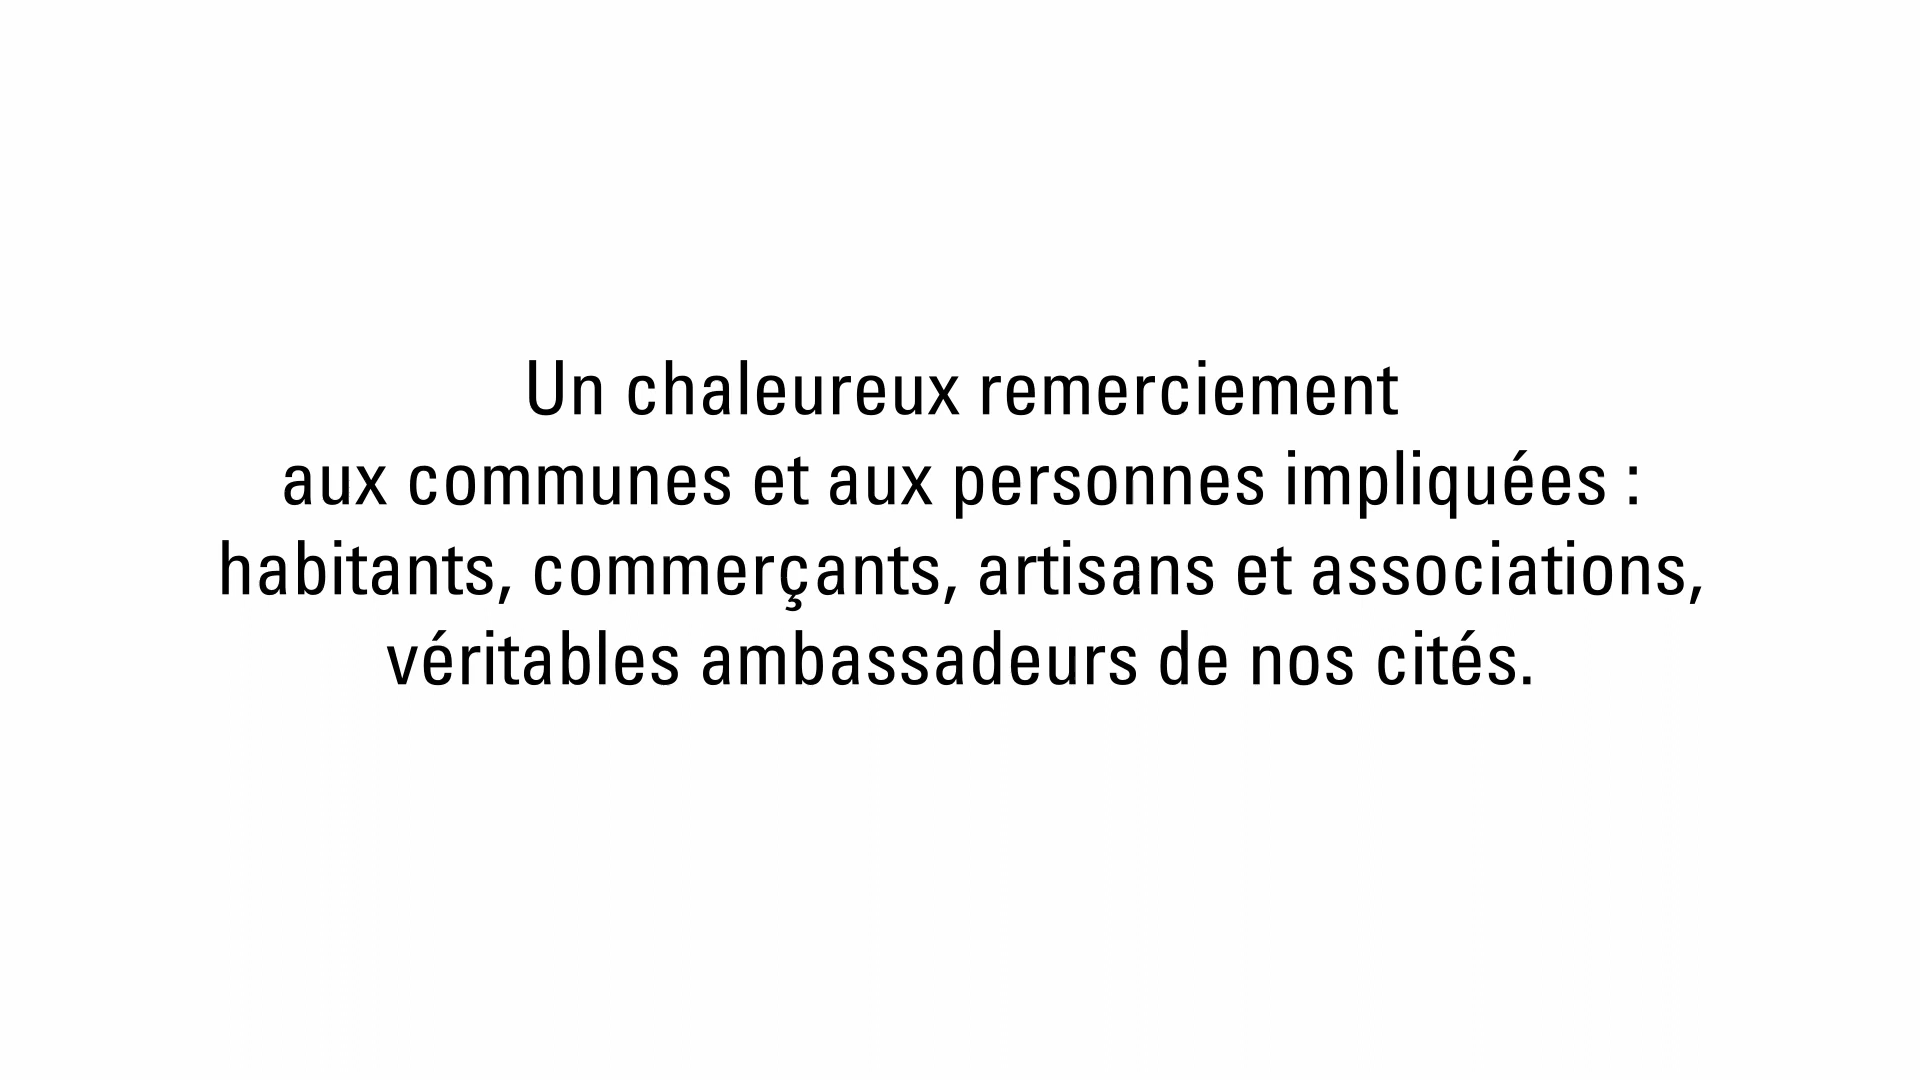 Un chaleureux remerciement
aux communes et aux personnes impliquées :
habitants, commerçants, artisans et associations,
véritables ambassadeurs de nos cités.